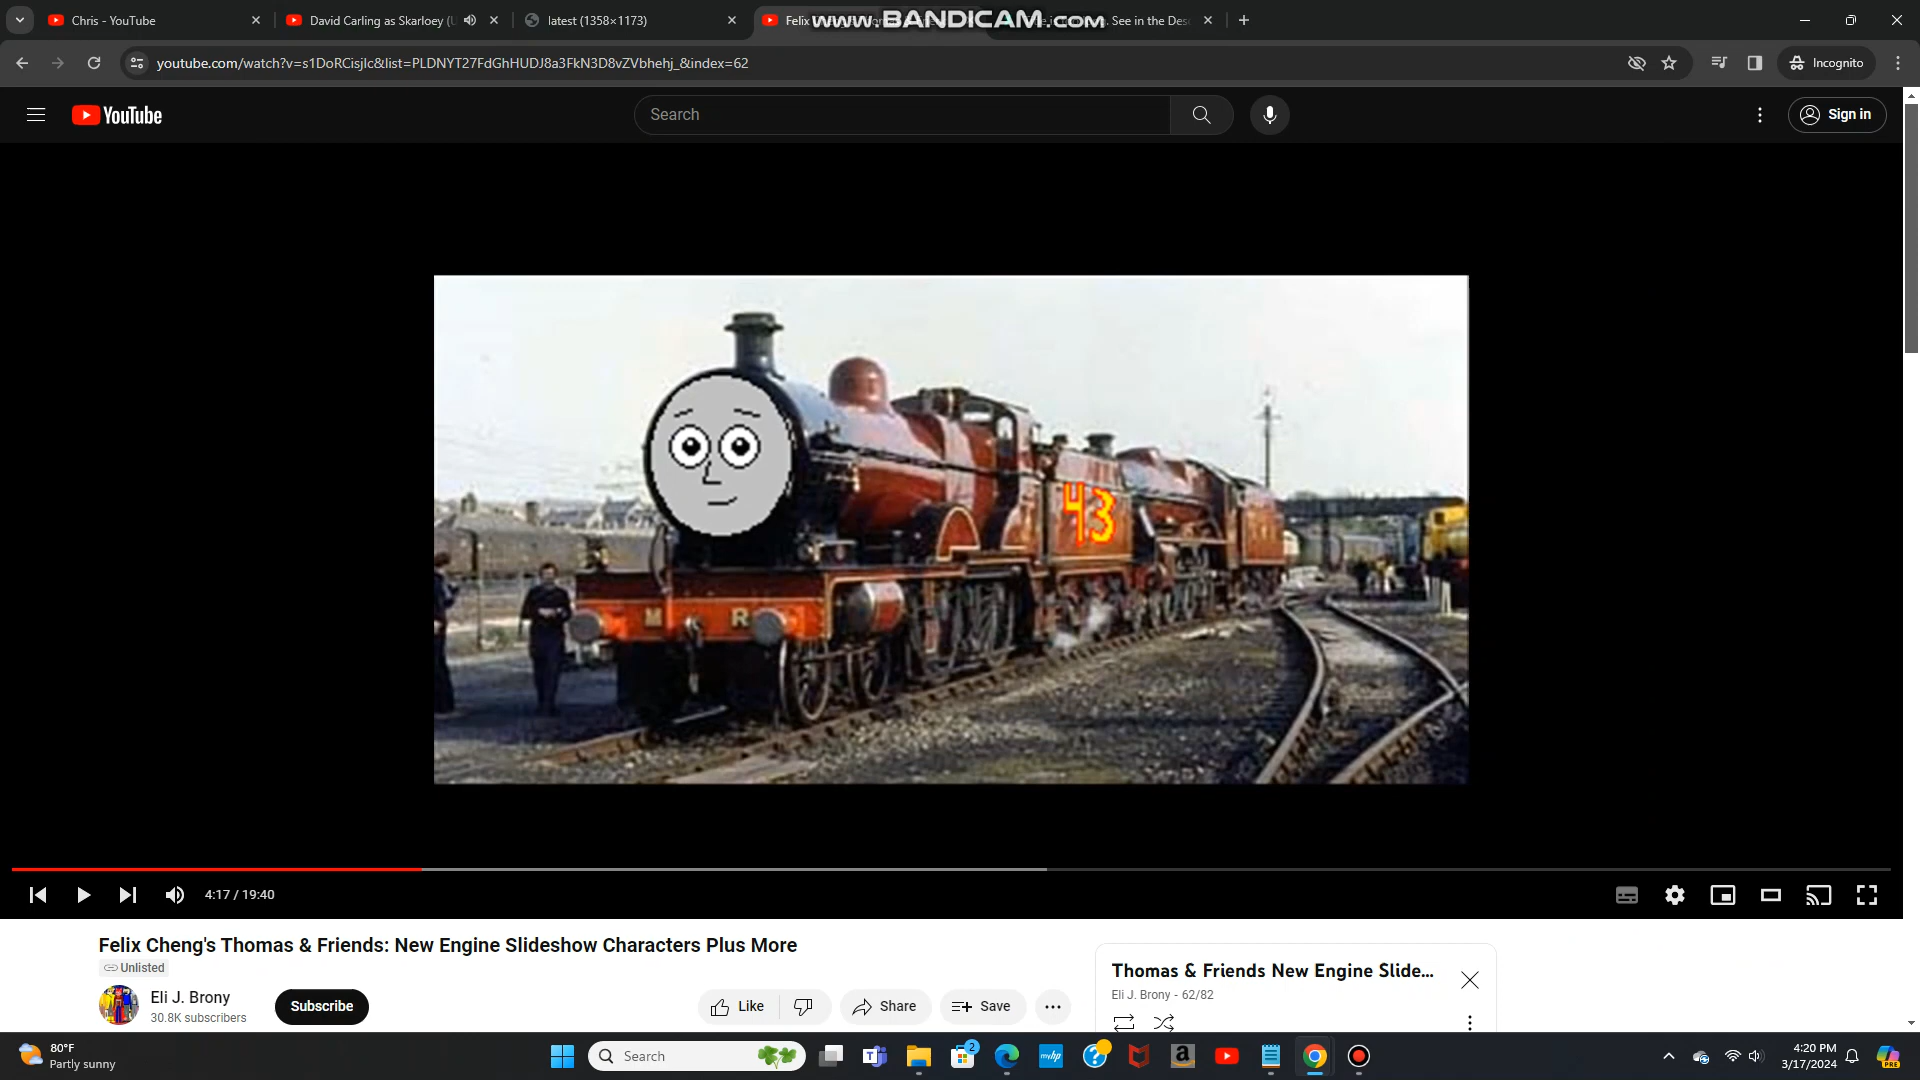 Chris - YouTube
David Carling as Skarloey (U
latest (1358×1173)
Felix
www.BANDICAM.com
See in the Des
youtube.com/watch?v=s1DoRCisjlc&list=PLDNYT27FdGhHUDJ8a3FkN3D8vZVbhehj_&index=62
Incognito
YouTube
Search
Sign in
43
M R
4:17 / 19:40
Felix Cheng's Thomas & Friends: New Engine Slideshow Characters Plus More
Unlisted
Eli J. Brony
30.8K subscribers
Subscribe
Like
Share
Save
Thomas & Friends New Engine Slide...
Eli J. Brony - 62/82
80°F
Partly sunny
Search
myhp
2
PRE
4:20 PM
3/17/2024